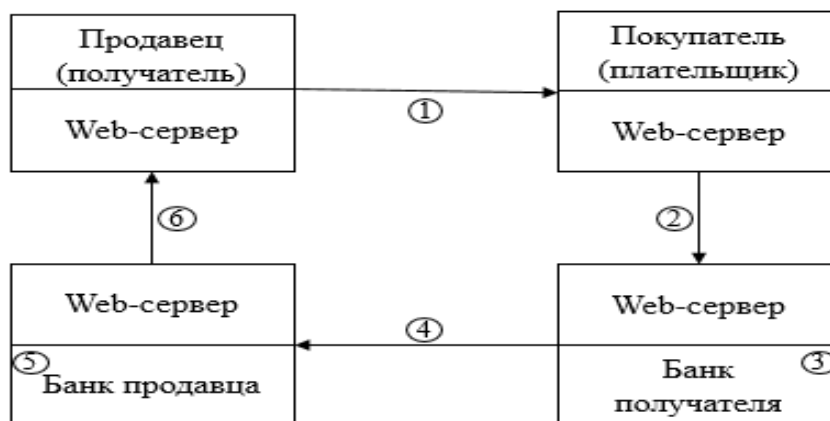 Продавец
(получатель)
Web-сервер
①
Покупатель
(плательщик)
Web-сервер
⑥
②
Web-сервер
⑤
Банк продавца
④
Web-сервер
③
Банк
получателя